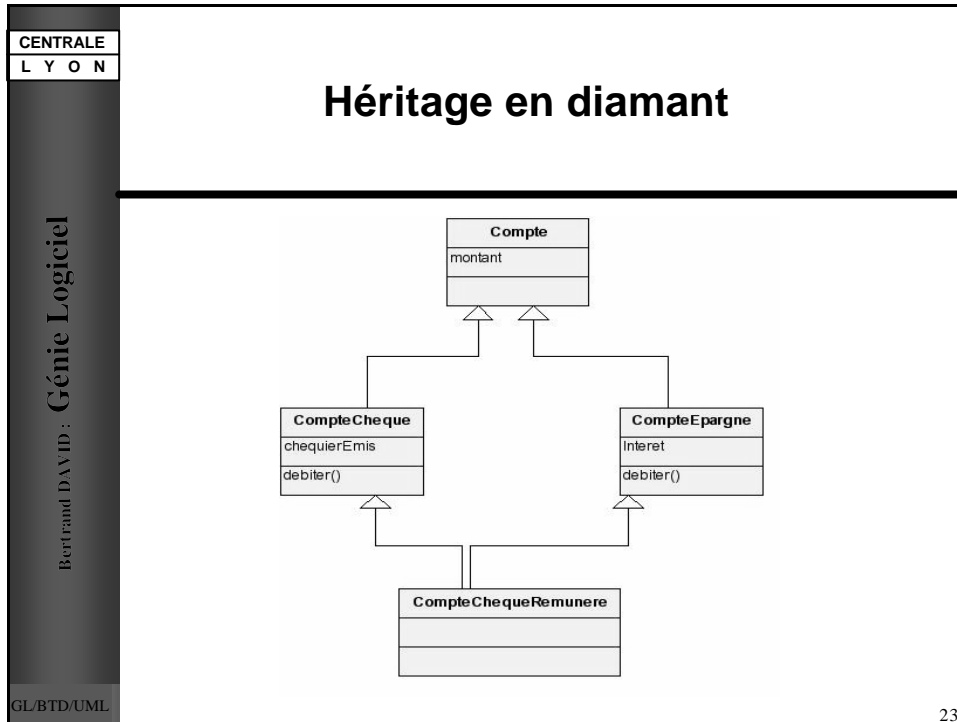 CENTRALE
L Y O N
Héritage en diamant
Bertrand DAVID : Génie Logiciel
Compte
montant
CompteCheque
chequierEmis
debiter()
CompteEpargne
Interet
debiter()
CompteChequeRemunere
GL/BTD/UML
23